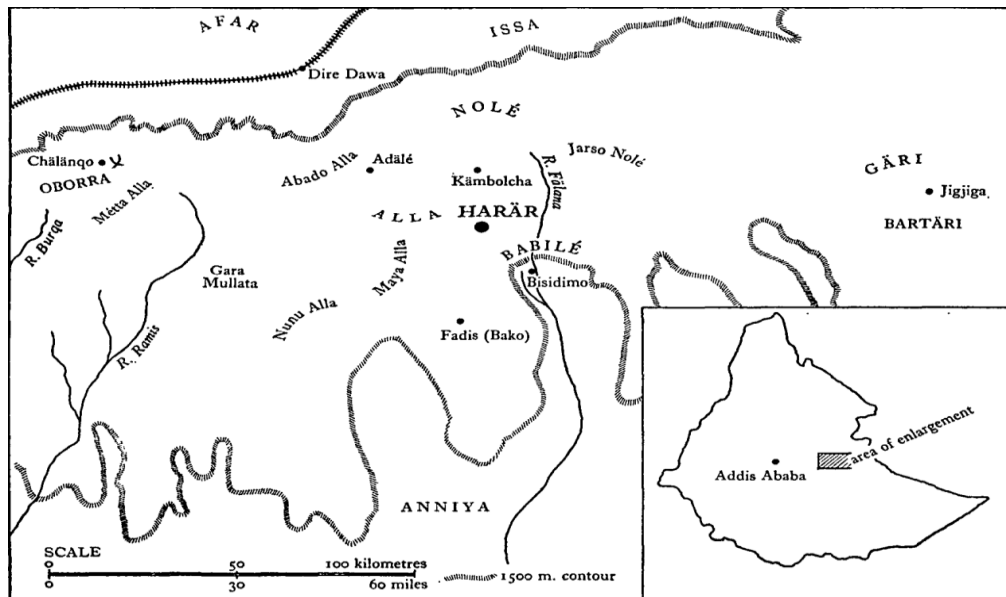 AFAR
ISSA
Dire Dawa
NOLÉ
Chälänqo
OBORRA
Métta Alla
Abado Alla
Adälé
Kämbolcha
R. Fälana
Jarso Nolé
GÄRI
Jigjiga
BARTÄRI
ALLA
HARÄR
R. Burqa
Gara
Mullata
Maya Alla
BABILÉ
Bisidimo
Nunu Alla
Fadis (Bako)
R. Ramis
ANNIYA
Addis Ababa
area of enlargement
SCALE
0 50 100 kilometres
0 30 60 miles
1500 m. contour